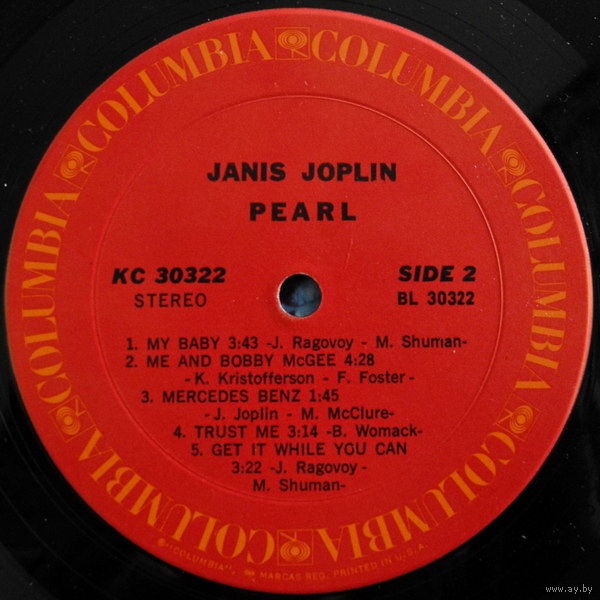 COLUMBIA COLUMBIA COLUMBIA COLUMBIA COLUMBIA COLUMBIA
JANIS JOPLIN
PEARL
KC 30322
SIDE 2
STEREO
BL 30322
1. MY BABY 3:43 -J. Ragovoy - M. Shuman-
2. ME AND BOBBY McGEE 4:28
-K. Kristofferson - F. Foster-
3. MERCEDES BENZ 1:45
-J. Joplin - M. McClure-
4. TRUST ME 3:14 -B. Womack-
5. GET IT WHILE YOU CAN
3:22 -J. Ragovoy -
M. Shuman-
® "COLUMBIA", MARCAS REG. PRINTED IN U.S.A.
www.ay.by